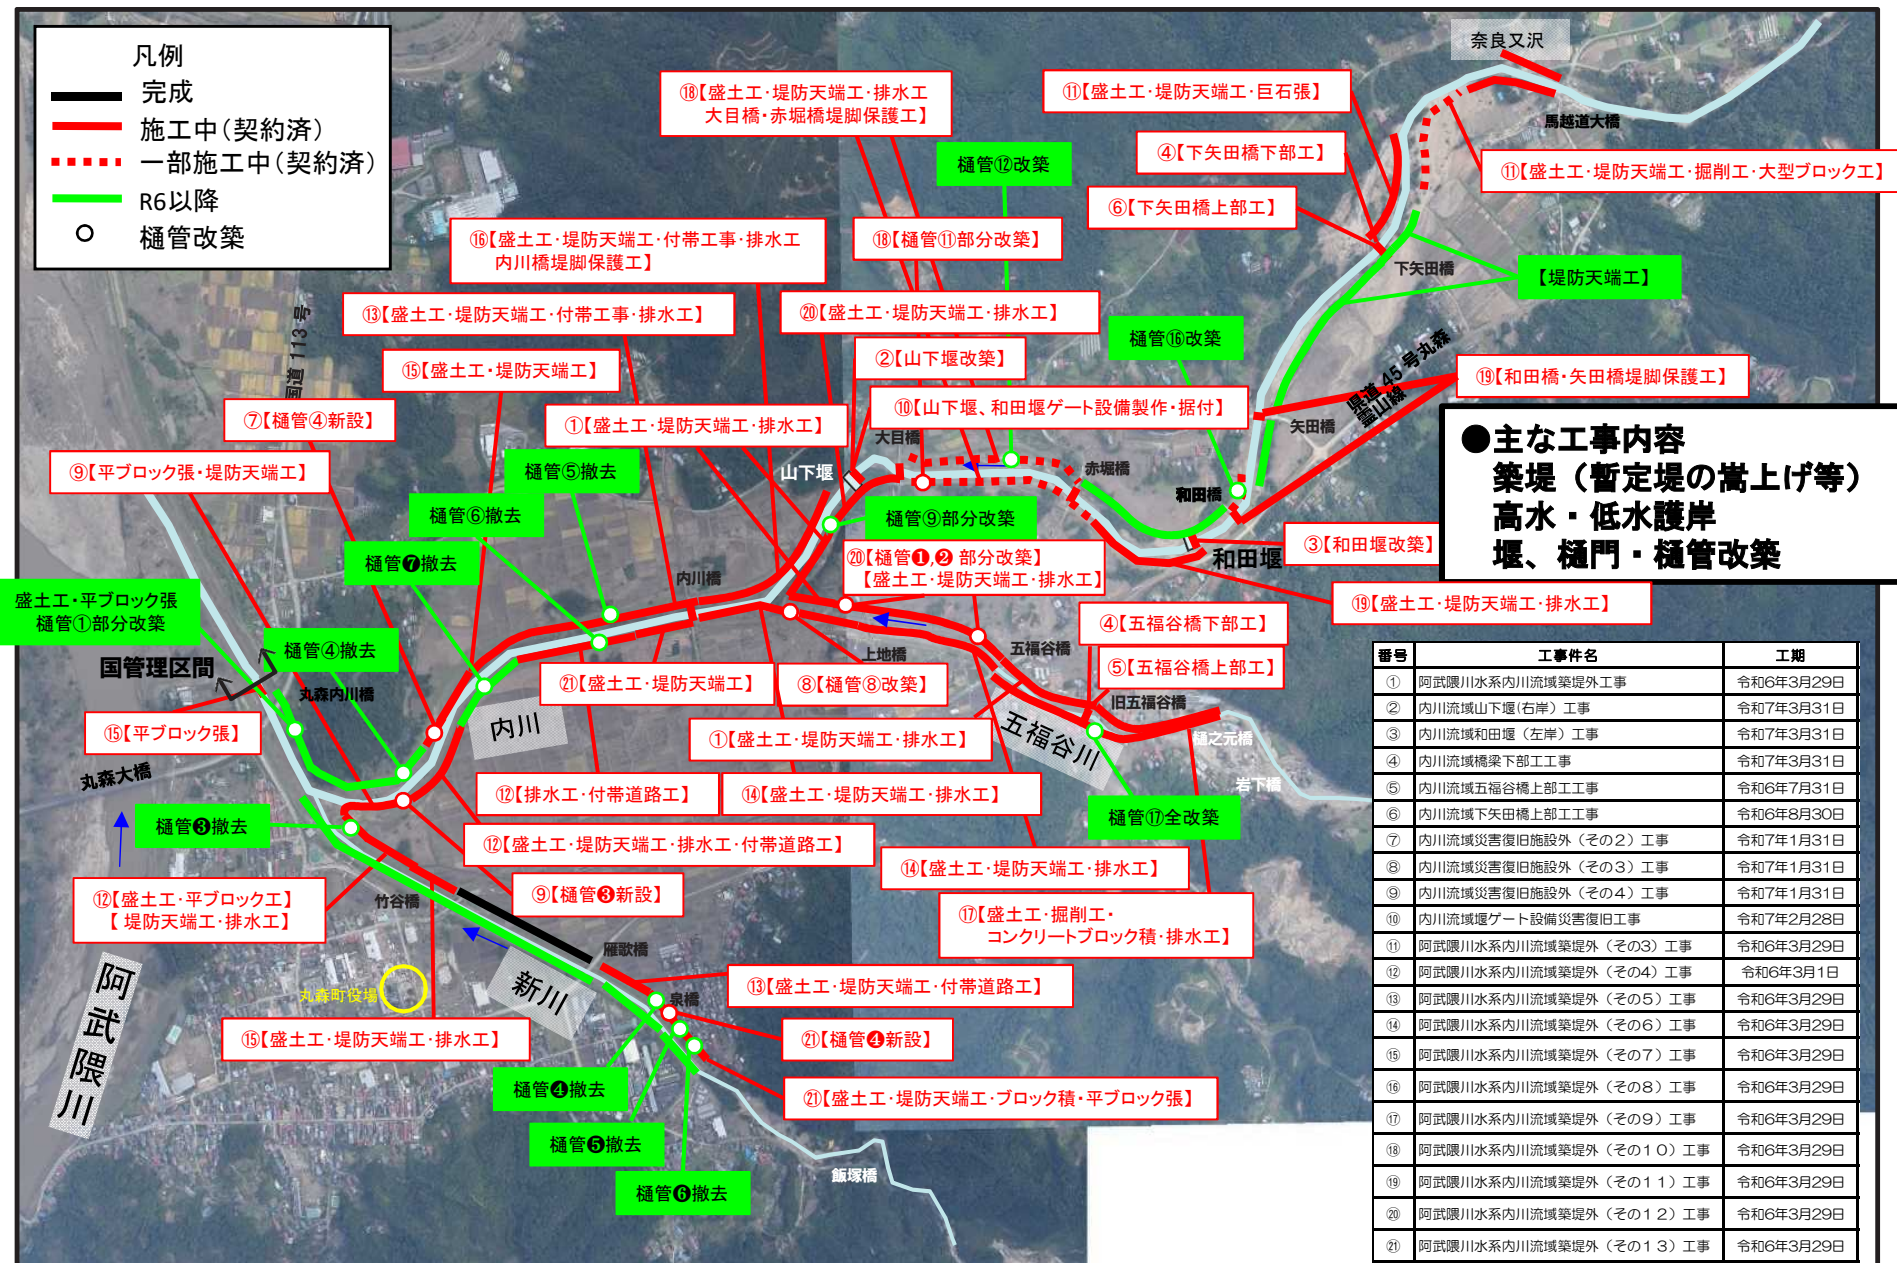 凡例
完成
施工中(契約済)
一部施工中(契約済)
R6以降
樋管改築
奈良又沢
馬越道大橋
⑱【盛土工・堤防天端工・排水工
大目橋・赤堀橋堤脚保護工】
⑪【盛土工・堤防天端工・巨石張】
④【下矢田橋下部工】
⑪【盛土工・堤防天端工・掘削工・大型ブロック工】
樋管⑫改築
⑥【下矢田橋上部工】
⑯【盛土工・堤防天端工・付帯工事・排水工
内川橋堤脚保護工】
⑱【樋管⑪部分改築】
下矢田橋
【堤防天端工】
国道113号
⑬【盛土工・堤防天端工・付帯工事・排水工】
⑳【盛土工・堤防天端工・排水工】
樋管⑯改築
②【山下堰改築】
県道45号丸森
霊山線
⑮【盛土工・堤防天端工】
⑲【和田橋・矢田橋堤脚保護工】
⑦【樋管④新設】
①【盛土工・堤防天端工・排水工】
⑩【山下堰、和田堰ゲート設備製作・据付】
大目橋
矢田橋
●主な工事内容
築堤（暫定堤の嵩上げ等）
高水・低水護岸
堰、樋門・樋管改築
⑨【平ブロック張・堤防天端工】
樋管⑤撤去
山下堰
赤堀橋
和田橋
樋管⑥撤去
樋管⑨部分改築
樋管❼撤去
⑳【樋管❶,❷ 部分改築】
【盛土工・堤防天端工・排水工】
和田堰
③【和田堰改築】
内川橋
盛土工・平ブロック張
樋管①部分改築
⑲【盛土工・堤防天端工・排水工】
樋管④撤去
国管理区間
丸森内川橋
④【五福谷橋下部工】
五福谷橋
上地橋
⑤【五福谷橋上部工】
㉑【盛土工・堤防天端工】
⑧【樋管⑧改築】
旧五福谷橋
⑮【平ブロック張】
内川
①【盛土工・堤防天端工・排水工】
五福谷川
樋之元橋
丸森大橋
⑫【排水工・付帯道路工】
⑭【盛土工・堤防天端工・排水工】
岩下橋
樋管❸撤去
樋管⑰全改築
⑫【盛土工・堤防天端工・排水工・付帯道路工】
⑭【盛土工・堤防天端工・排水工】
⑫【盛土工・平ブロック工】
【 堤防天端工・排水工】
竹谷橋
⑨【樋管❸新設】
⑰【盛土工・掘削工・
コンクリートブロック積・排水工】
雁歌橋
阿武隈川
丸森町役場
新川
泉橋
⑬【盛土工・堤防天端工・付帯道路工】
⑮【盛土工・堤防天端工・排水工】
㉑【樋管❹新設】
樋管❹撤去
㉑【盛土工・堤防天端工・ブロック積・平ブロック張】
樋管❺撤去
樋管❻撤去
飯塚橋
番号 工事件名 工期
① 阿武隈川水系内川流域築堤外工事 令和6年3月29日
② 内川流域山下堰(右岸）工事 令和7年3月31日
③ 内川流域和田堰（左岸）工事 令和7年3月31日
④ 内川流域橋梁下部工工事 令和7年3月31日
⑤ 内川流域五福谷橋上部工工事 令和6年7月31日
⑥ 内川流域下矢田橋上部工工事 令和6年8月30日
⑦ 内川流域災害復旧施設外（その２）工事 令和7年1月31日
⑧ 内川流域災害復旧施設外（その３）工事 令和7年1月31日
⑨ 内川流域災害復旧施設外（その４）工事 令和7年1月31日
⑩ 内川流域堰ゲート設備災害復旧工事 令和7年2月28日
⑪ 阿武隈川水系内川流域築堤外（その3）工事 令和6年3月29日
⑫ 阿武隈川水系内川流域築堤外（その4）工事 令和6年3月1日
⑬ 阿武隈川水系内川流域築堤外（その５）工事 令和6年3月29日
⑭ 阿武隈川水系内川流域築堤外（その６）工事 令和6年3月29日
⑮ 阿武隈川水系内川流域築堤外（その７）工事 令和6年3月29日
⑯ 阿武隈川水系内川流域築堤外（その８）工事 令和6年3月29日
⑰ 阿武隈川水系内川流域築堤外（その９）工事 令和6年3月29日
⑱ 阿武隈川水系内川流域築堤外（その１０）工事 令和6年3月29日
⑲ 阿武隈川水系内川流域築堤外（その１１）工事 令和6年3月29日
⑳ 阿武隈川水系内川流域築堤外（その１２）工事 令和6年3月29日
㉑ 阿武隈川水系内川流域築堤外（その１３）工事 令和6年3月29日